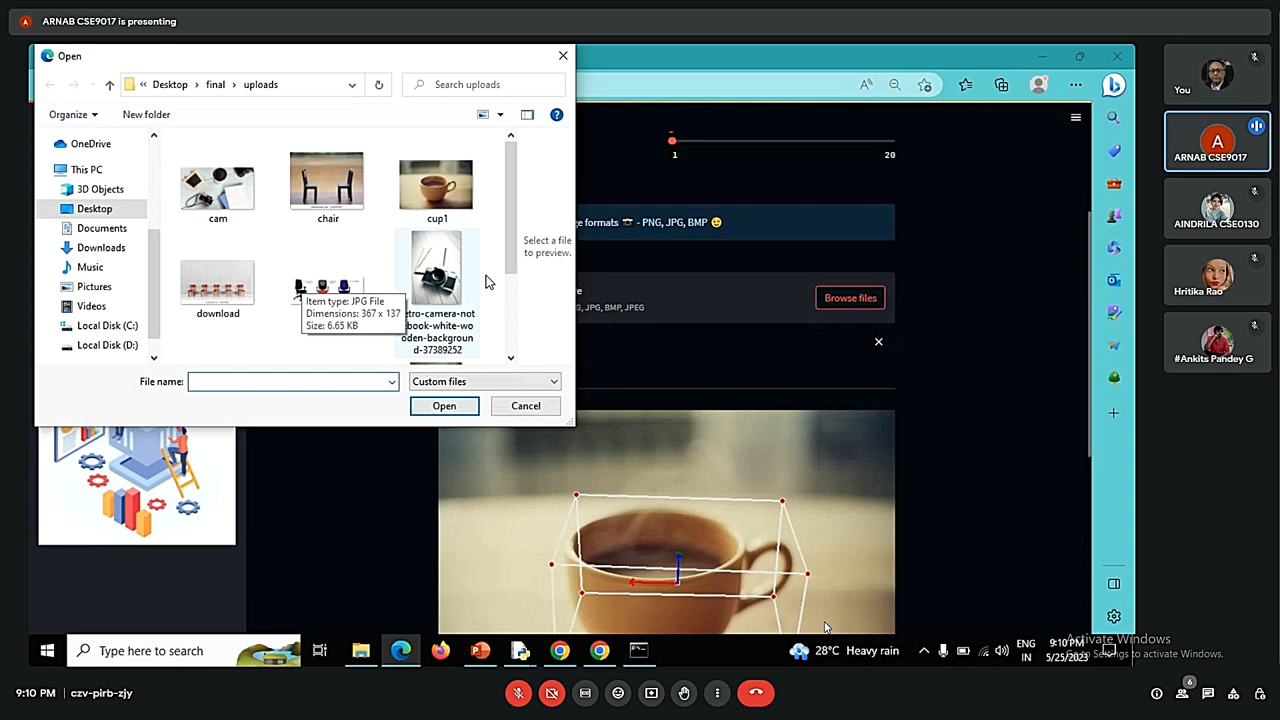 ARNAB CSE9017 is presenting
Open
« Desktop › final › uploads
Search uploads
Organize
New folder
OneDrive
This PC
3D Objects
Desktop
Documents
Downloads
Music
Pictures
Videos
Local Disk (C:)
Local Disk (D:)
cam
chair
cup1
download
Item type: JPG File
Dimensions: 367 x 137
Size: 6.65 KB
etro-camera-not
book-white-wo
oden-backgroun
d-37389252
Select a file
to preview.
File name:
Custom files
Open
Cancel
1
20
ge formats - PNG, JPG, BMP
re
G, JPG, BMP, JPEG
Browse files
You
A
ARNAB CSE9017
AINDRILA CSE0130
Hritika Rao
#Ankits Pandey G
Type here to search
28°C Heavy rain
ENG
IN
9:10 PM
5/25/2023
Activate Windows
Go to Settings to activate Windows.
9:10 PM
czv-pirb-zjy
6